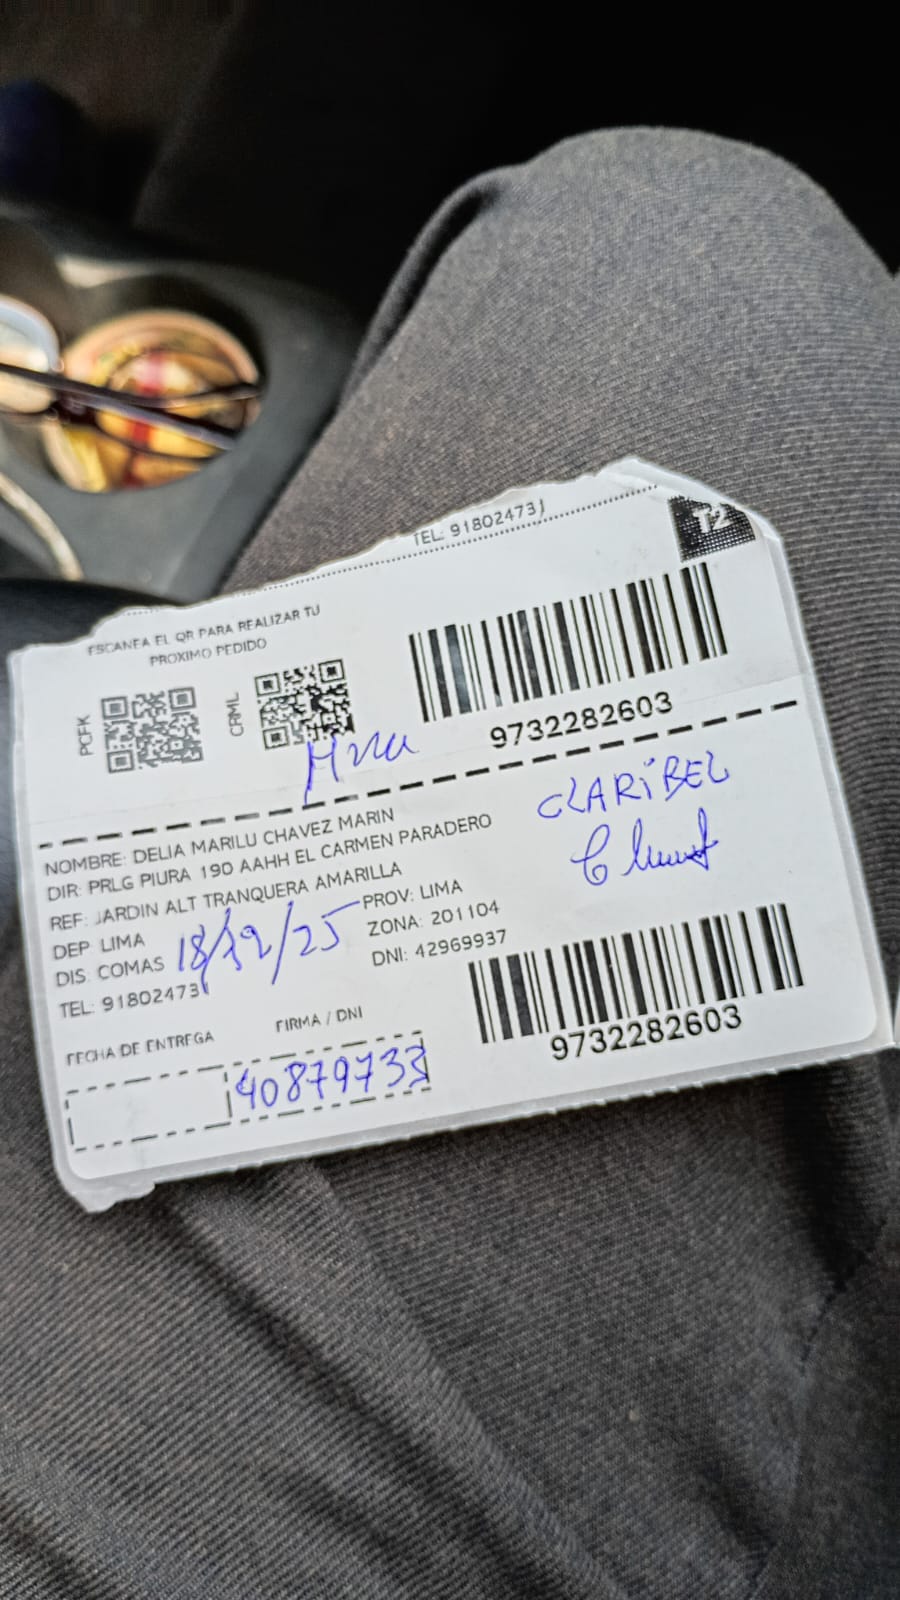 TEL: 918024731
T2
ESCANEA EL QR PARA REALIZAR TU
PROXIMO PEDIDO
PCFK
CRML
9732282603
NOMBRE: DELIA MARILU CHAVEZ MARIN
DIR: PRLG PIURA 190 AAHH EL CARMEN PARADERO
REF: JARDIN ALT TRANQUERA AMARILLA
DEP: LIMA PROV: LIMA
DIS: COMAS ZONA: 201104
TEL: 918024731 DNI: 42969937
CLARIBEL
18/12/25
FECHA DE ENTREGA FIRMA / DNI
40879733
9732282603